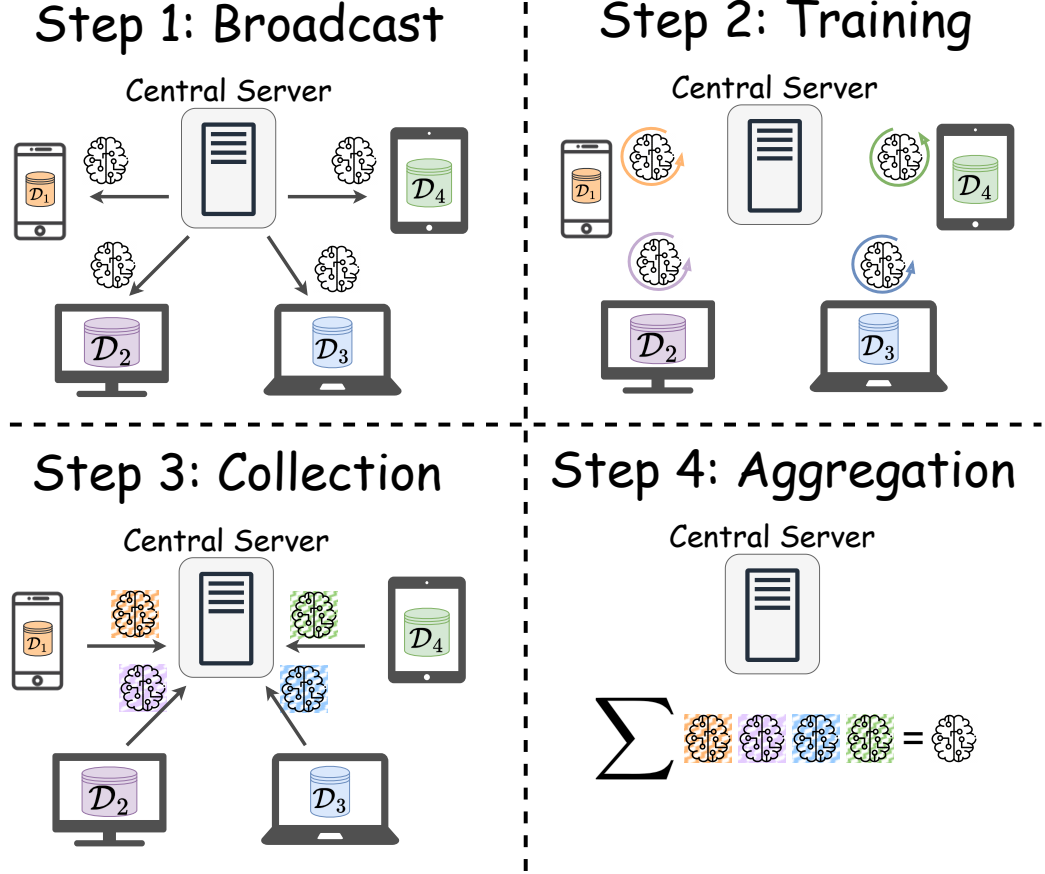 Step 1: Broadcast
Central Server
𝒟₁
𝒟₄
𝒟₂
𝒟₃
Step 2: Training
Central Server
𝒟₁
𝒟₄
𝒟₂
𝒟₃
Step 3: Collection
Central Server
𝒟₁
𝒟₄
𝒟₂
𝒟₃
Step 4: Aggregation
Central Server
∑ =